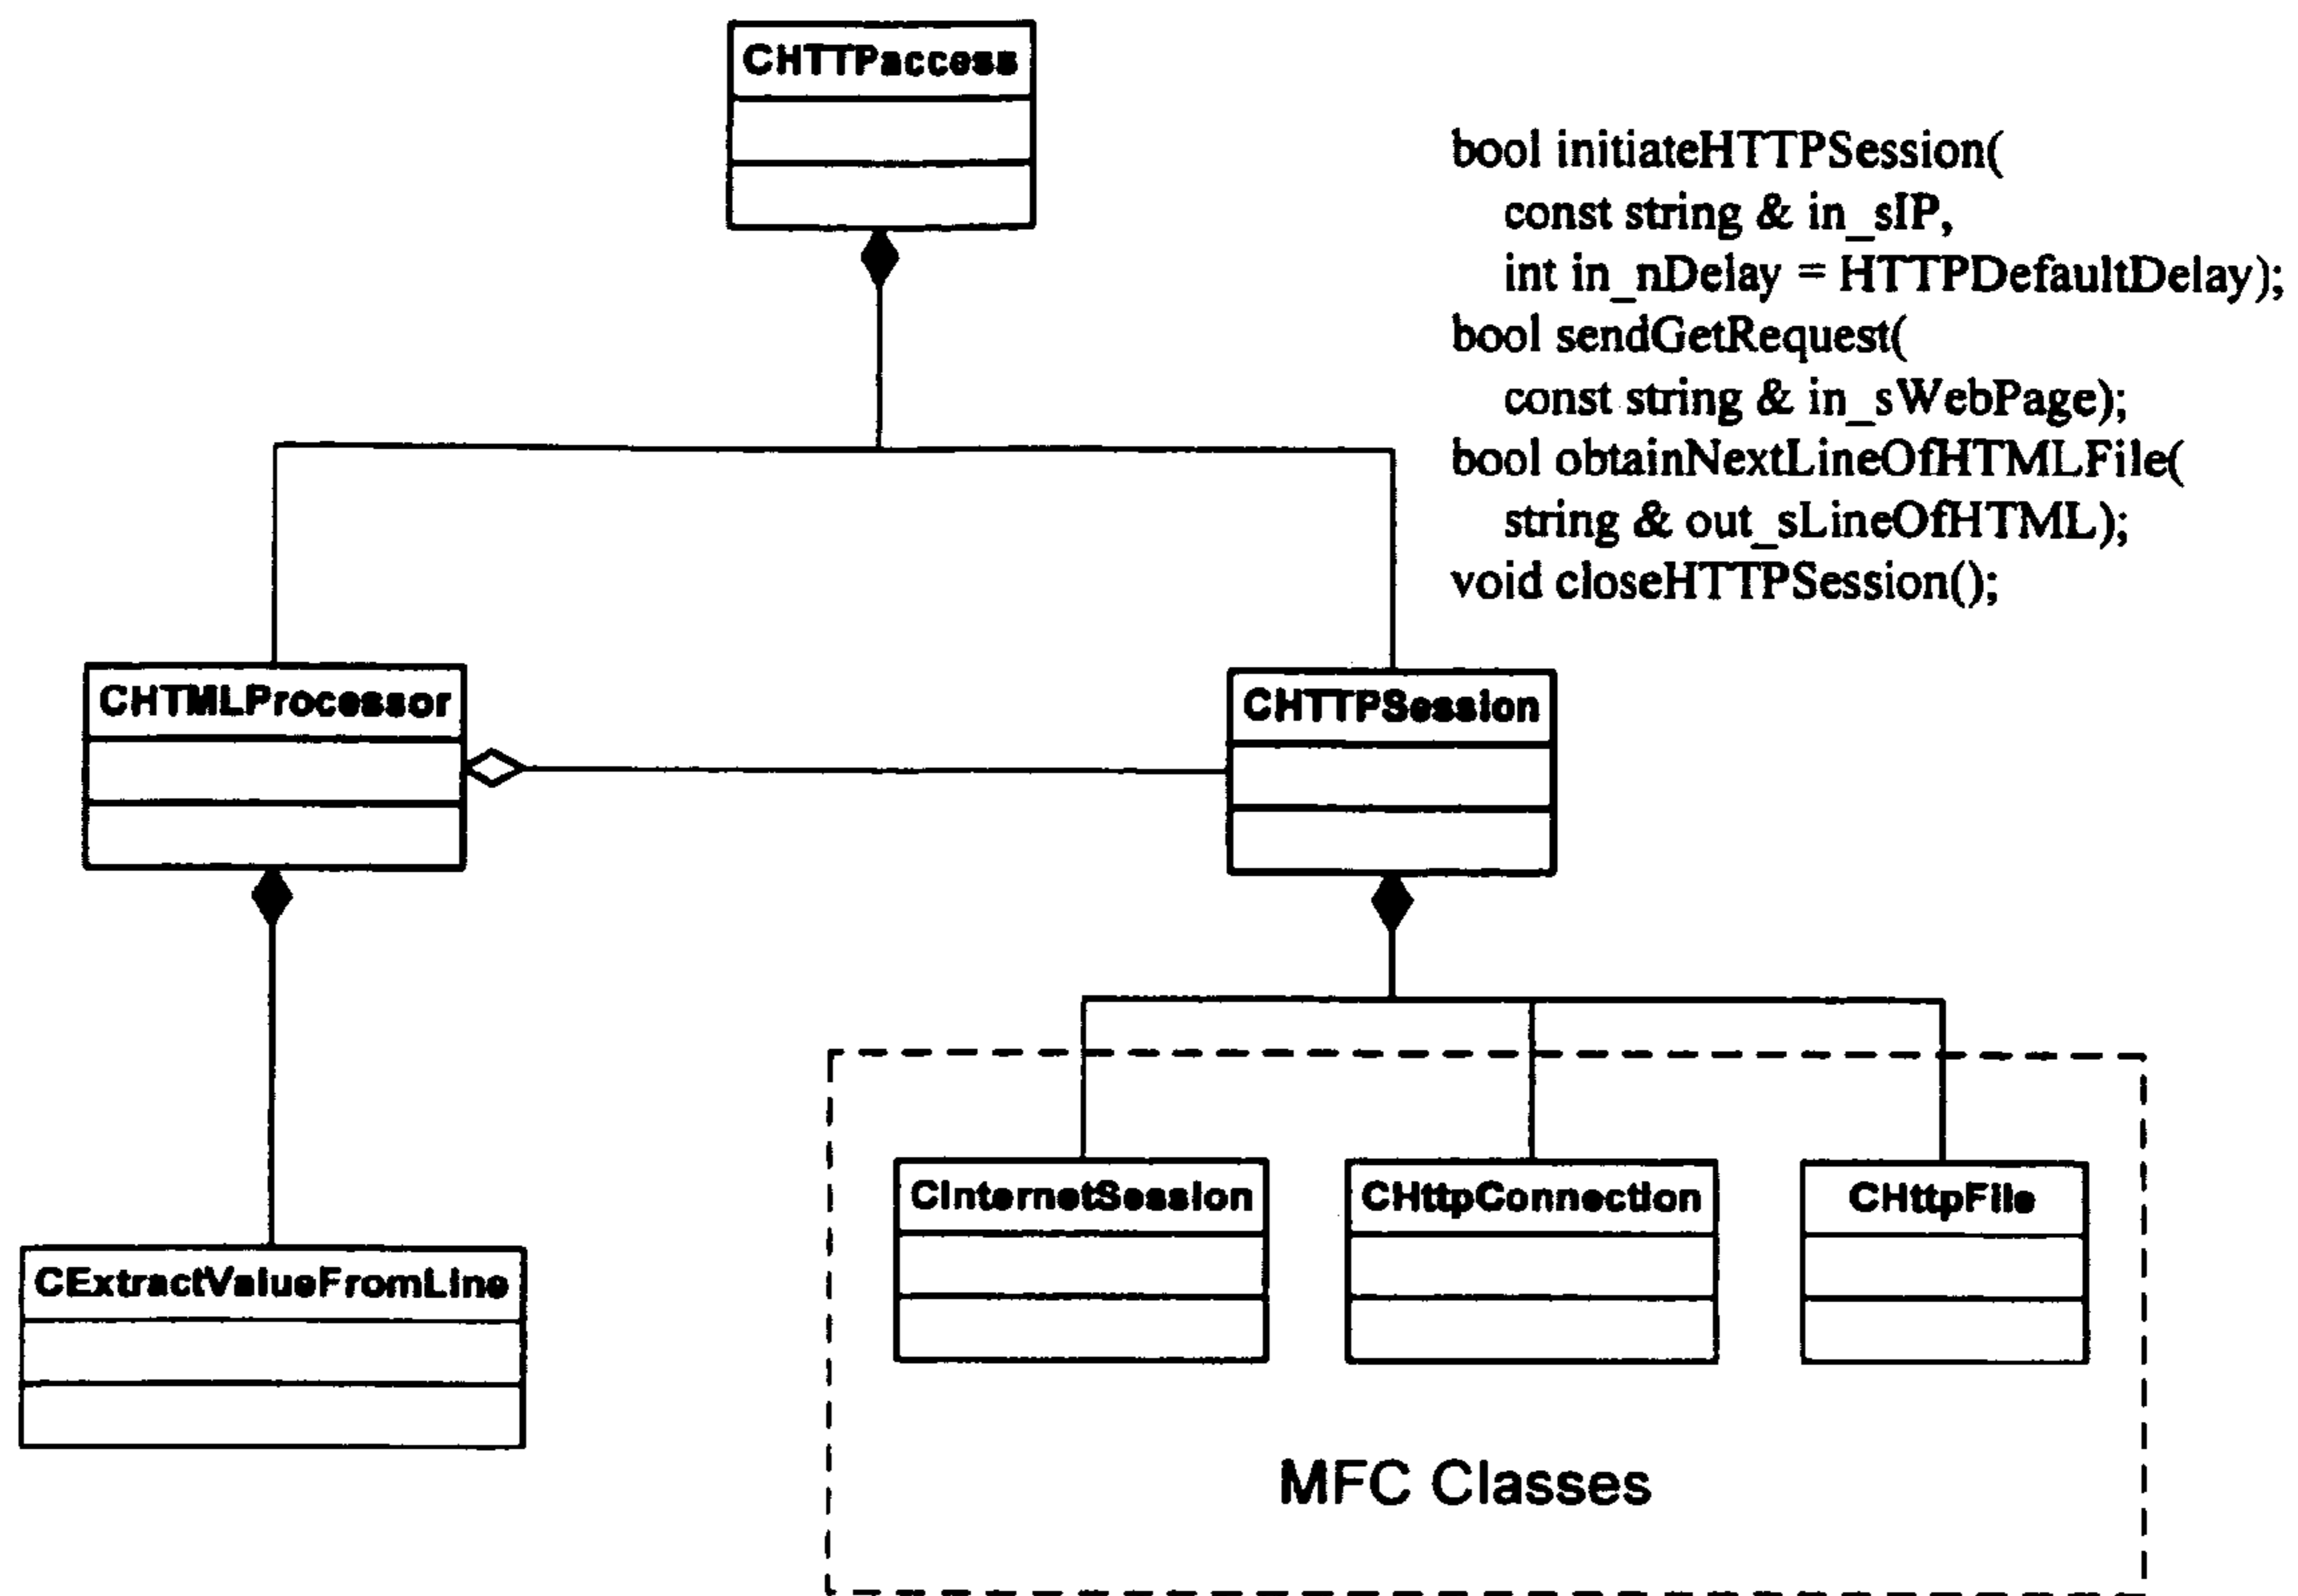 CHTTPaccess
bool initiateHTTPSession(
const string & in_sIP,
int in_nDelay = HTTPDefaultDelay);
bool sendGetRequest(
const string & in_sWebPage);
bool obtainNextLineOfHTMLFile(
string & out_sLineOfHTML);
void closeHTTPSession();
CHTMLProcessor
CHTTPSession
CInternetSession
CHttpConnection
CHttpFile
CExtractValueFromLine
MFC Classes